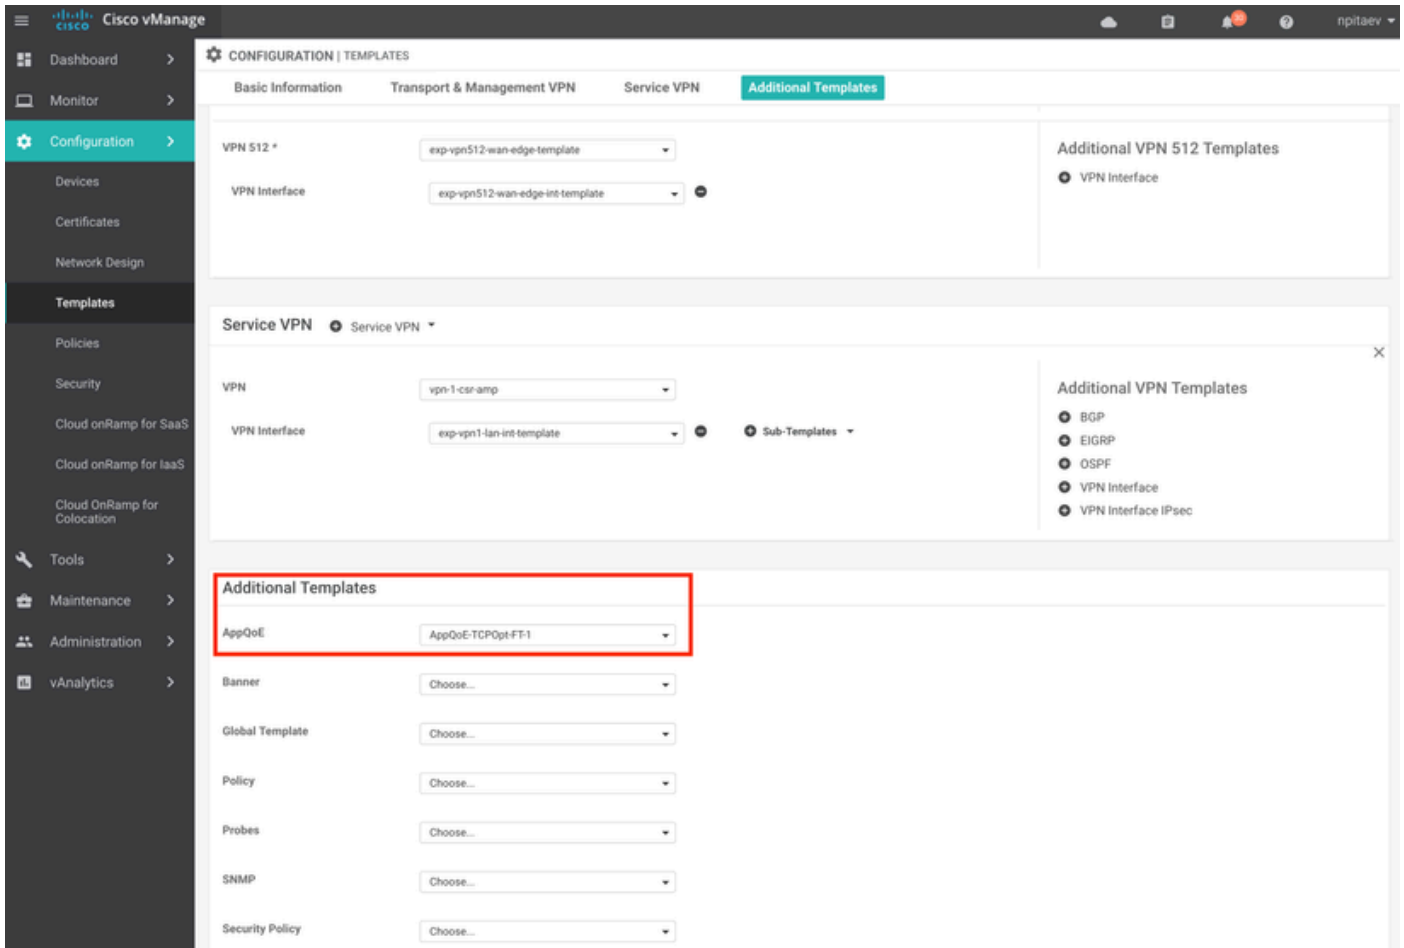 cisco Cisco vManage
30
npitaev
Dashboard
Monitor
Configuration
Devices
Certificates
Network Design
Templates
Policies
Security
Cloud onRamp for SaaS
Cloud onRamp for IaaS
Cloud OnRamp for
Colocation
Tools
Maintenance
Administration
vAnalytics
CONFIGURATION | TEMPLATES
Basic Information Transport & Management VPN Service VPN Additional Templates
VPN 512 * exp-vpn512-wan-edge-template
VPN Interface exp-vpn512-wan-edge-int-template
Additional VPN 512 Templates
VPN Interface
Service VPN Service VPN
VPN vpn-1-csr-amp
VPN Interface exp-vpn1-lan-int-template Sub-Templates
Additional VPN Templates
BGP
EIGRP
OSPF
VPN Interface
VPN Interface IPsec
Additional Templates
AppQoE AppQoE-TCPOpt-FT-1
Banner Choose...
Global Template Choose...
Policy Choose...
Probes Choose...
SNMP Choose...
Security Policy Choose...